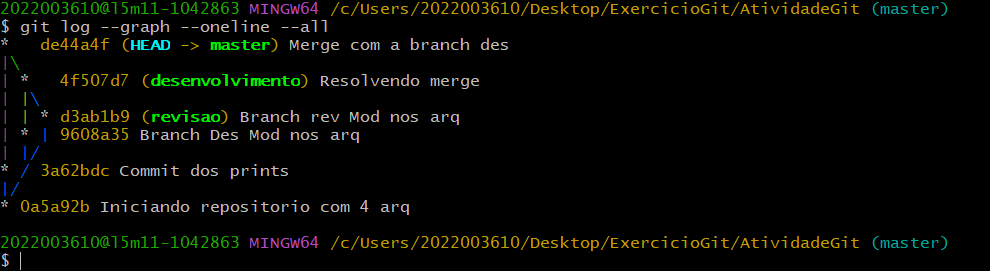 2022003610@l5m11-1042863 MINGW64 /c/Users/2022003610/Desktop/ExercicioGit/AtividadeGit (master)
$ git log --graph --oneline --all
*   de44a4f (HEAD -> master) Merge com a branch des
|\
| *   4f507d7 (desenvolvimento) Resolvendo merge
| |\
| | * d3ab1b9 (revisao) Branch rev Mod nos arq
| * | 9608a35 Branch Des Mod nos arq
| |/
* / 3a62bdc Commit dos prints
|/
* 0a5a92b Iniciando repositorio com 4 arq
2022003610@l5m11-1042863 MINGW64 /c/Users/2022003610/Desktop/ExercicioGit/AtividadeGit (master)
$